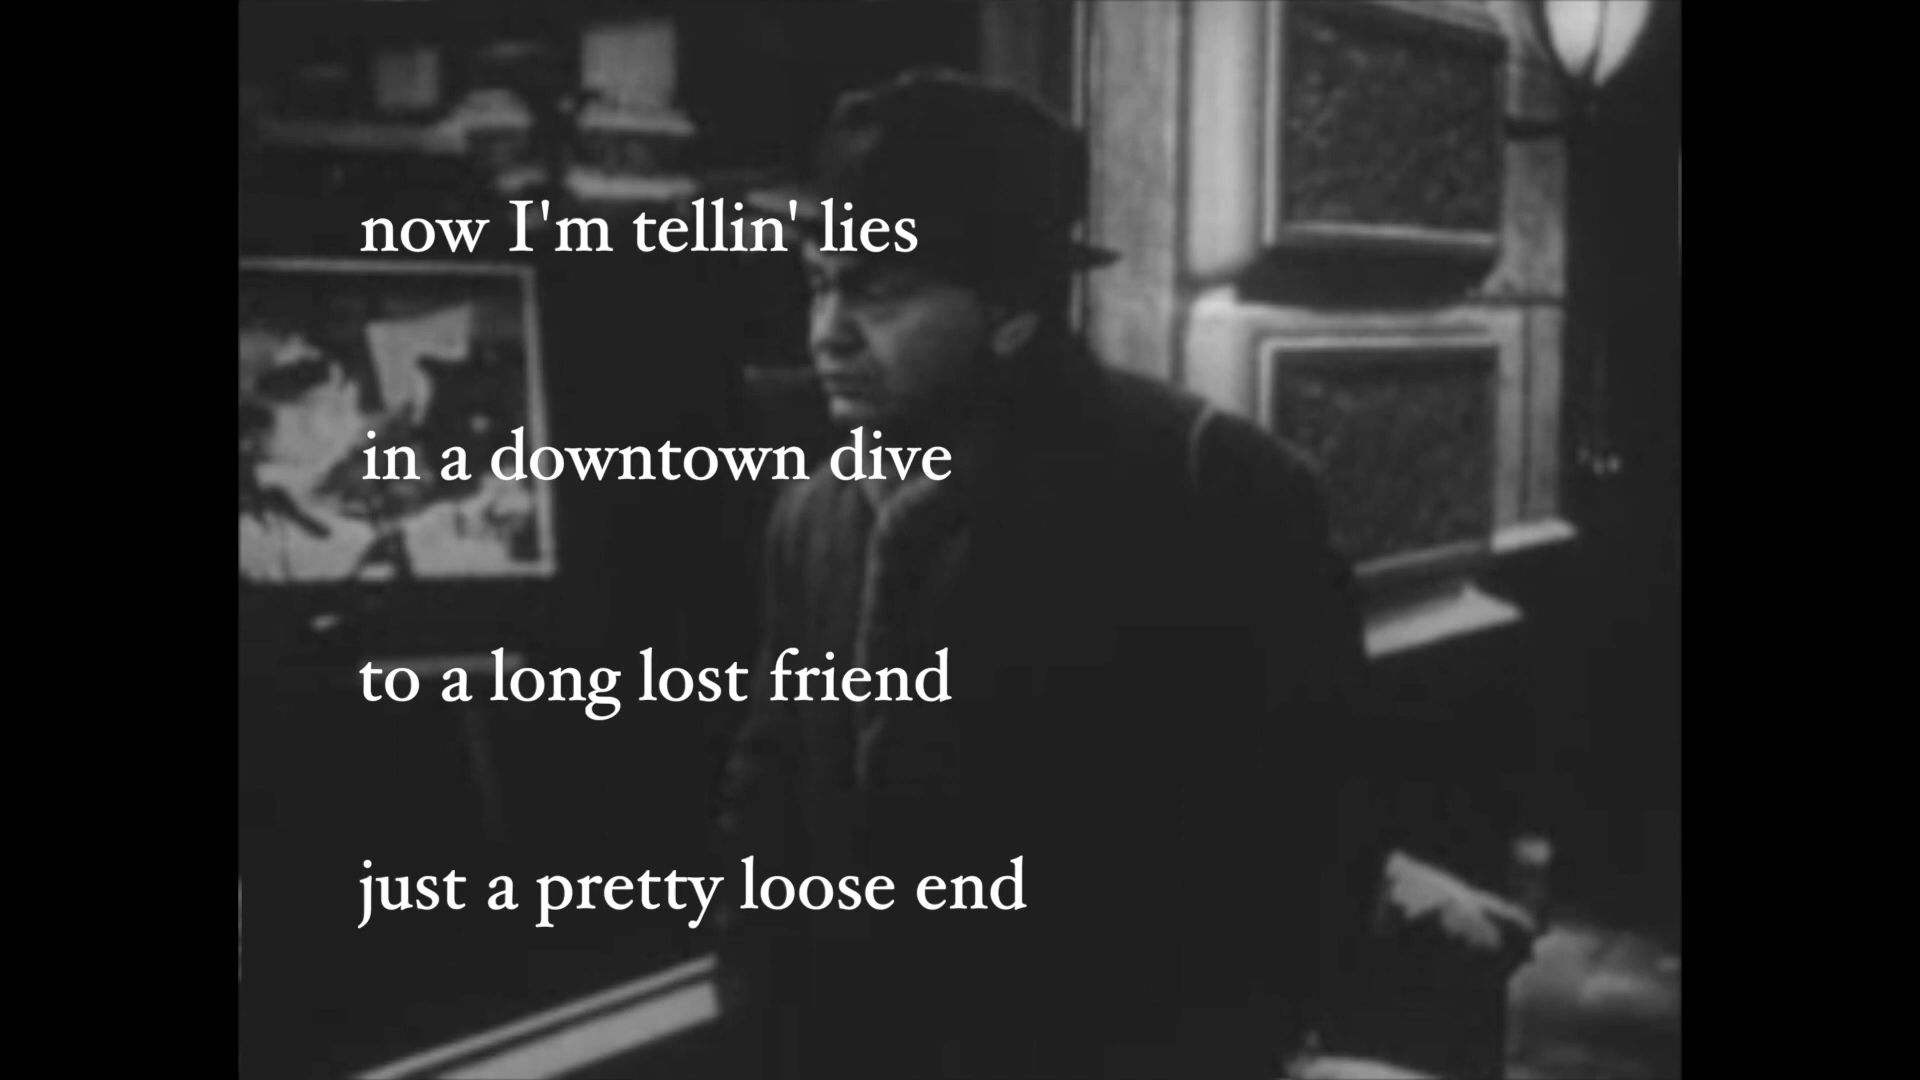 now I'm tellin' lies
in a downtown dive
to a long lost friend
just a pretty loose end